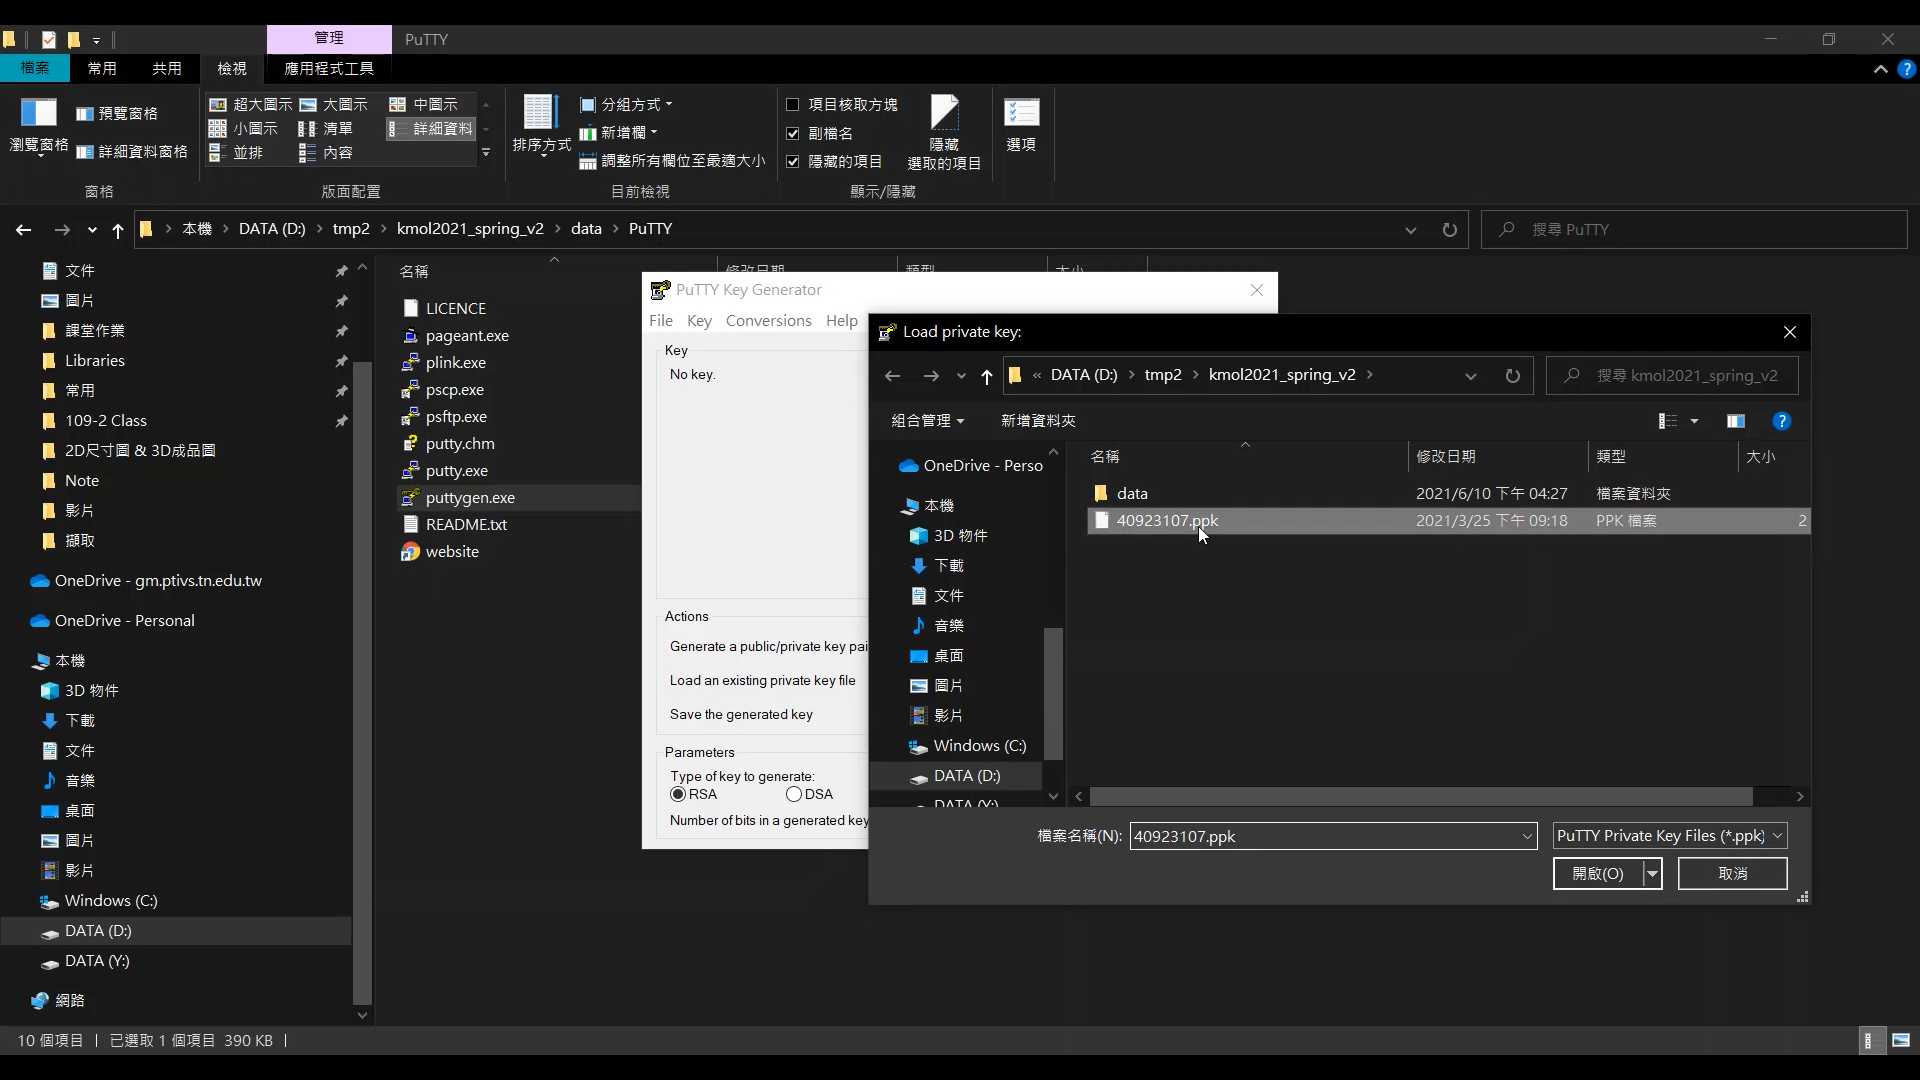 管理
PuTTY
檔案
常用
共用
檢視
應用程式工具
瀏覽窗格
預覽窗格
詳細資料窗格
窗格
超大圖示
大圖示
中圖示
小圖示
清單
詳細資料
並排
內容
版面配置
排序方式
分組方式
新增欄
調整所有欄位至最適大小
目前檢視
項目核取方塊
副檔名
隱藏的項目
隱藏
選取的項目
顯示/隱藏
選項
本機 > DATA (D:) > tmp2 > kmol2021_spring_v2 > data > PuTTY
搜尋 PuTTY
文件
圖片
課堂作業
Libraries
常用
109-2 Class
2D尺寸圖 & 3D成品圖
Note
影片
擷取
OneDrive - gm.ptivs.tn.edu.tw
OneDrive - Personal
本機
3D 物件
下載
文件
音樂
桌面
圖片
影片
Windows (C:)
DATA (D:)
DATA (Y:)
網路
名稱
修改日期
類型
大小
LICENCE
pageant.exe
plink.exe
pscp.exe
psftp.exe
putty.chm
putty.exe
puttygen.exe
README.txt
website
PuTTY Key Generator
File Key Conversions Help
Key
No key.
Actions
Generate a public/private key pai
Load an existing private key file
Save the generated key
Parameters
Type of key to generate:
RSA
DSA
Number of bits in a generated key
Load private key:
« DATA (D:) > tmp2 > kmol2021_spring_v2 >
搜尋 kmol2021_spring_v2
組合管理
新增資料夾
OneDrive - Perso
本機
3D 物件
下載
文件
音樂
桌面
圖片
影片
Windows (C:)
DATA (D:)
DATA (Y:)
名稱
修改日期
類型
大小
data
2021/6/10 下午 04:27
檔案資料夾
40923107.ppk
2021/3/25 下午 09:18
PPK 檔案
2
檔案名稱(N):
40923107.ppk
PuTTY Private Key Files (*.ppk)
開啟(O)
取消
10 個項目
已選取 1 個項目 390 KB